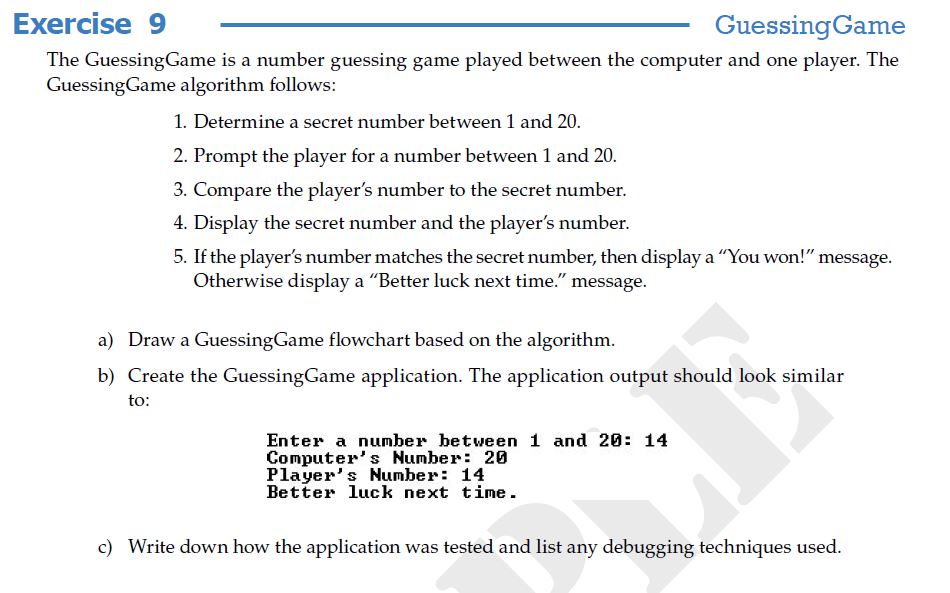 Exercise 9 GuessingGame
The GuessingGame is a number guessing game played between the computer and one player. The
GuessingGame algorithm follows:
1. Determine a secret number between 1 and 20.
2. Prompt the player for a number between 1 and 20.
3. Compare the player’s number to the secret number.
4. Display the secret number and the player’s number.
5. If the player’s number matches the secret number, then display a “You won!” message.
Otherwise display a “Better luck next time.” message.
a) Draw a GuessingGame flowchart based on the algorithm.
b) Create the GuessingGame application. The application output should look similar
to:
Enter a number between 1 and 20: 14
Computer's Number: 20
Player's Number: 14
Better luck next time.
c) Write down how the application was tested and list any debugging techniques used.
PLE